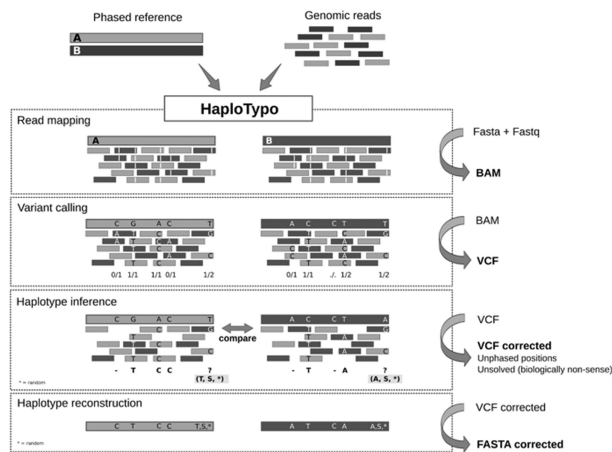 Phased reference
Genomic reads
A
B
HaploTypo
Read mapping
A
B
Fasta + Fastq
BAM
Variant calling
C G A C T
A C C T T
A T C G
T
A T C A
T C
C T A C
T C
0/1 1/1 1/1 0/1 1/2
0/1 1/1 ./. 1/2 1/2
BAM
VCF
Haplotype inference
C G A C T
A C C T A
compare
- T C C ?
(T, S, *)
- T - A ?
(A, S, *)
* = random
VCF
VCF corrected
Unphased positions
Unsolved (biologically non-sense)
Haplotype reconstruction
C T C C T,S,*
A T C A A,S,*
* = random
VCF corrected
FASTA corrected